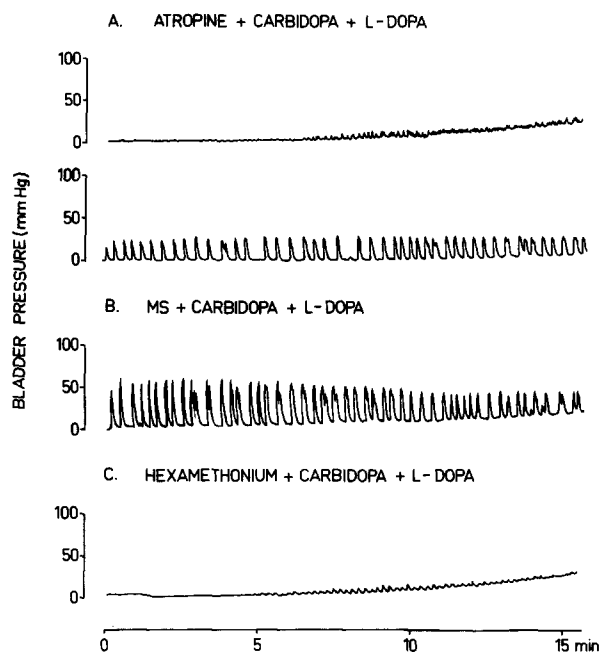 A. ATROPINE + CARBIDOPA + L-DOPA
100
50
0
100
50
0
B. MS + CARBIDOPA + L-DOPA
100
50
0
C. HEXAMETHONIUM + CARBIDOPA + L-DOPA
100
50
0
0 5 10 15 min
BLADDER PRESSURE (mm Hg)